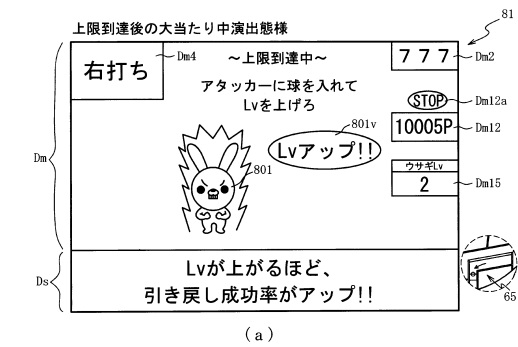 上限到達後の大当たり中演出態様
81
右打ち
Dm4
～上限到達中～
777
Dm2
アタッカーに球を入れて
Lvを上げろ
STOP
Dm12a
801v
10005P
Dm12
Lvアップ!!
Dm
801
ウサギLv
2
Dm15
Ds
Lvが上がるほど、
引き戻し成功率がアップ!!
65
(a)